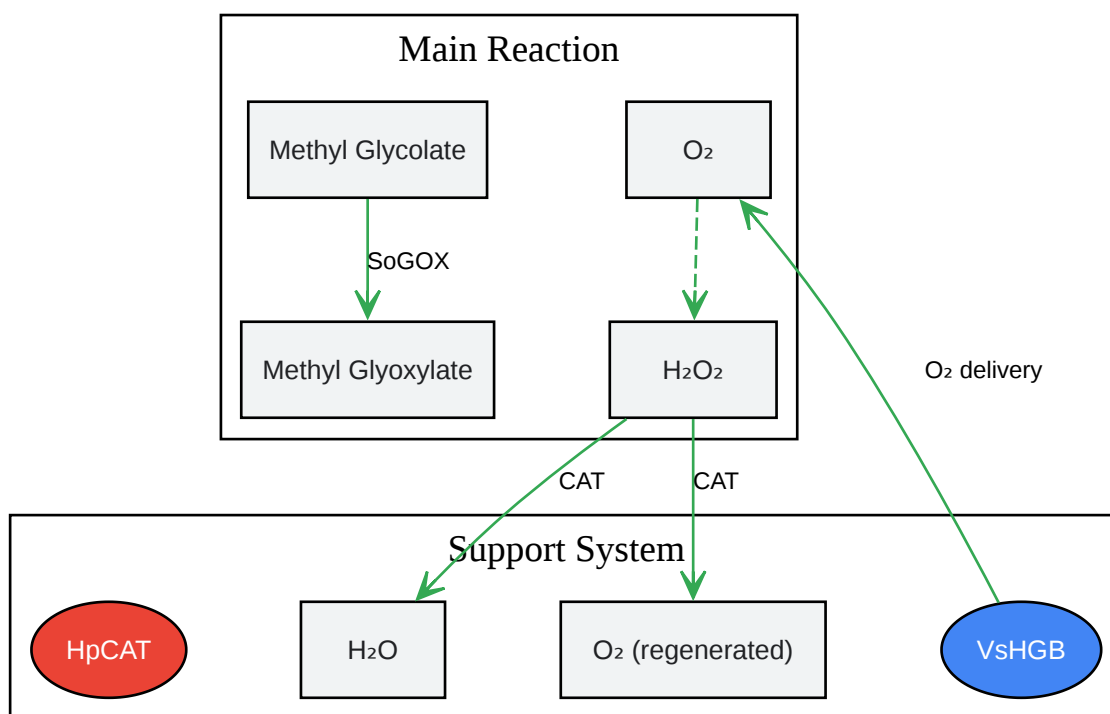 Main Reaction
Methyl Glycolate
O₂
SoGOX
Methyl Glyoxylate
H₂O₂
O₂ delivery
CAT
CAT
Support System
HpCAT
H₂O
O₂ (regenerated)
VsHGB